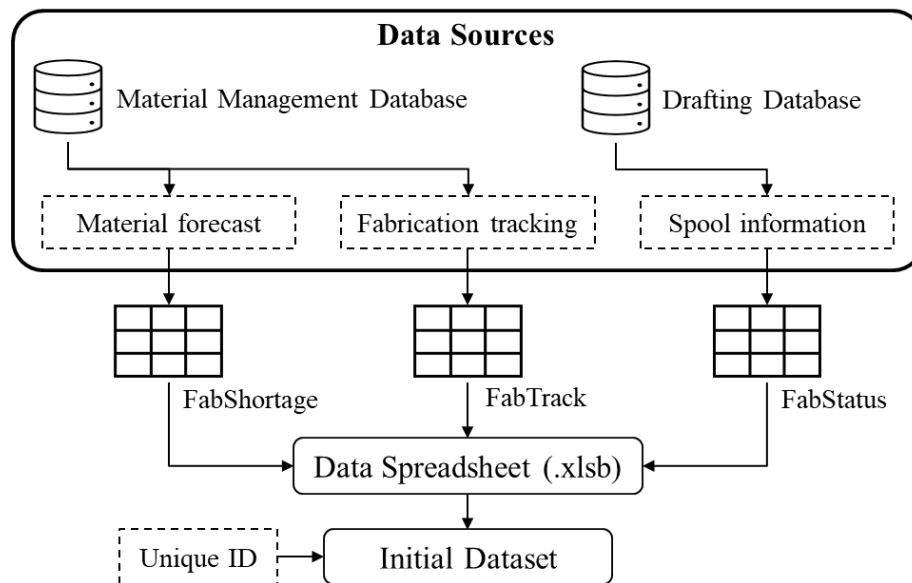 Data Sources
Material Management Database
Drafting Database
Material forecast
Fabrication tracking
Spool information
FabShortage
FabTrack
FabStatus
Data Spreadsheet (.xlsb)
Unique ID
Initial Dataset